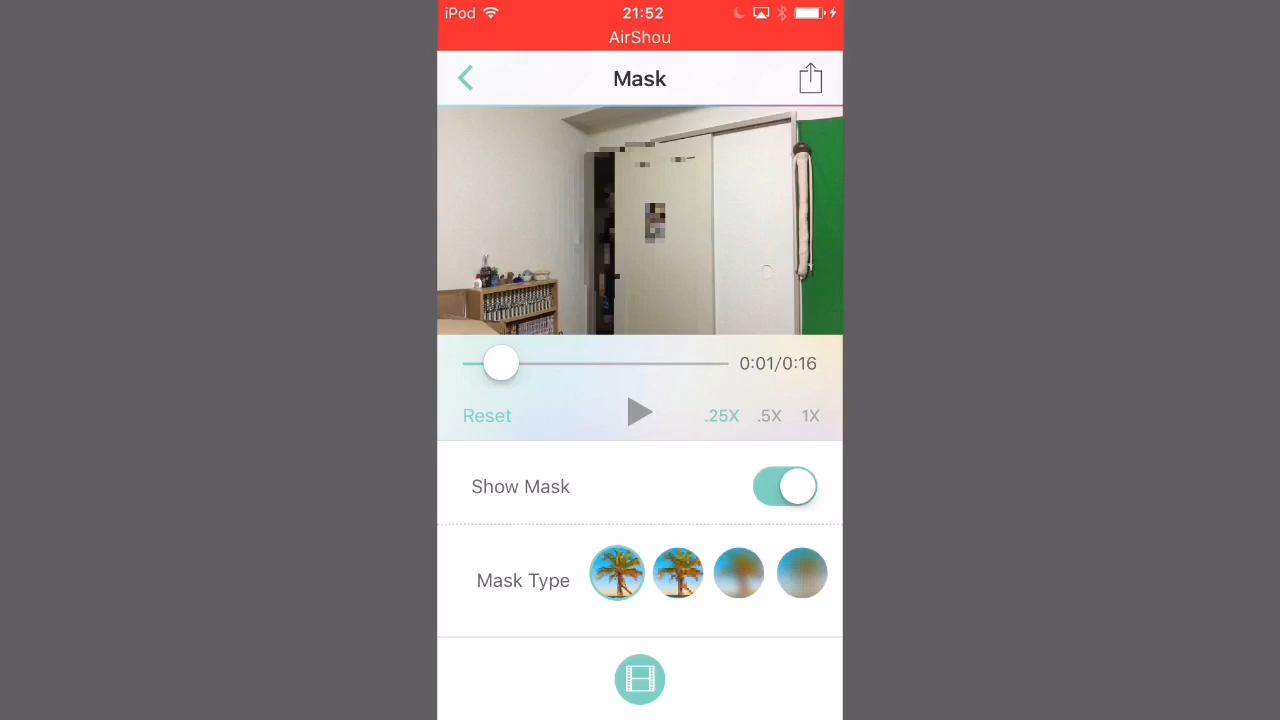 iPod 21:52
AirShou
Mask
0:01/0:16
Reset .25X .5X 1X
Show Mask
Mask Type